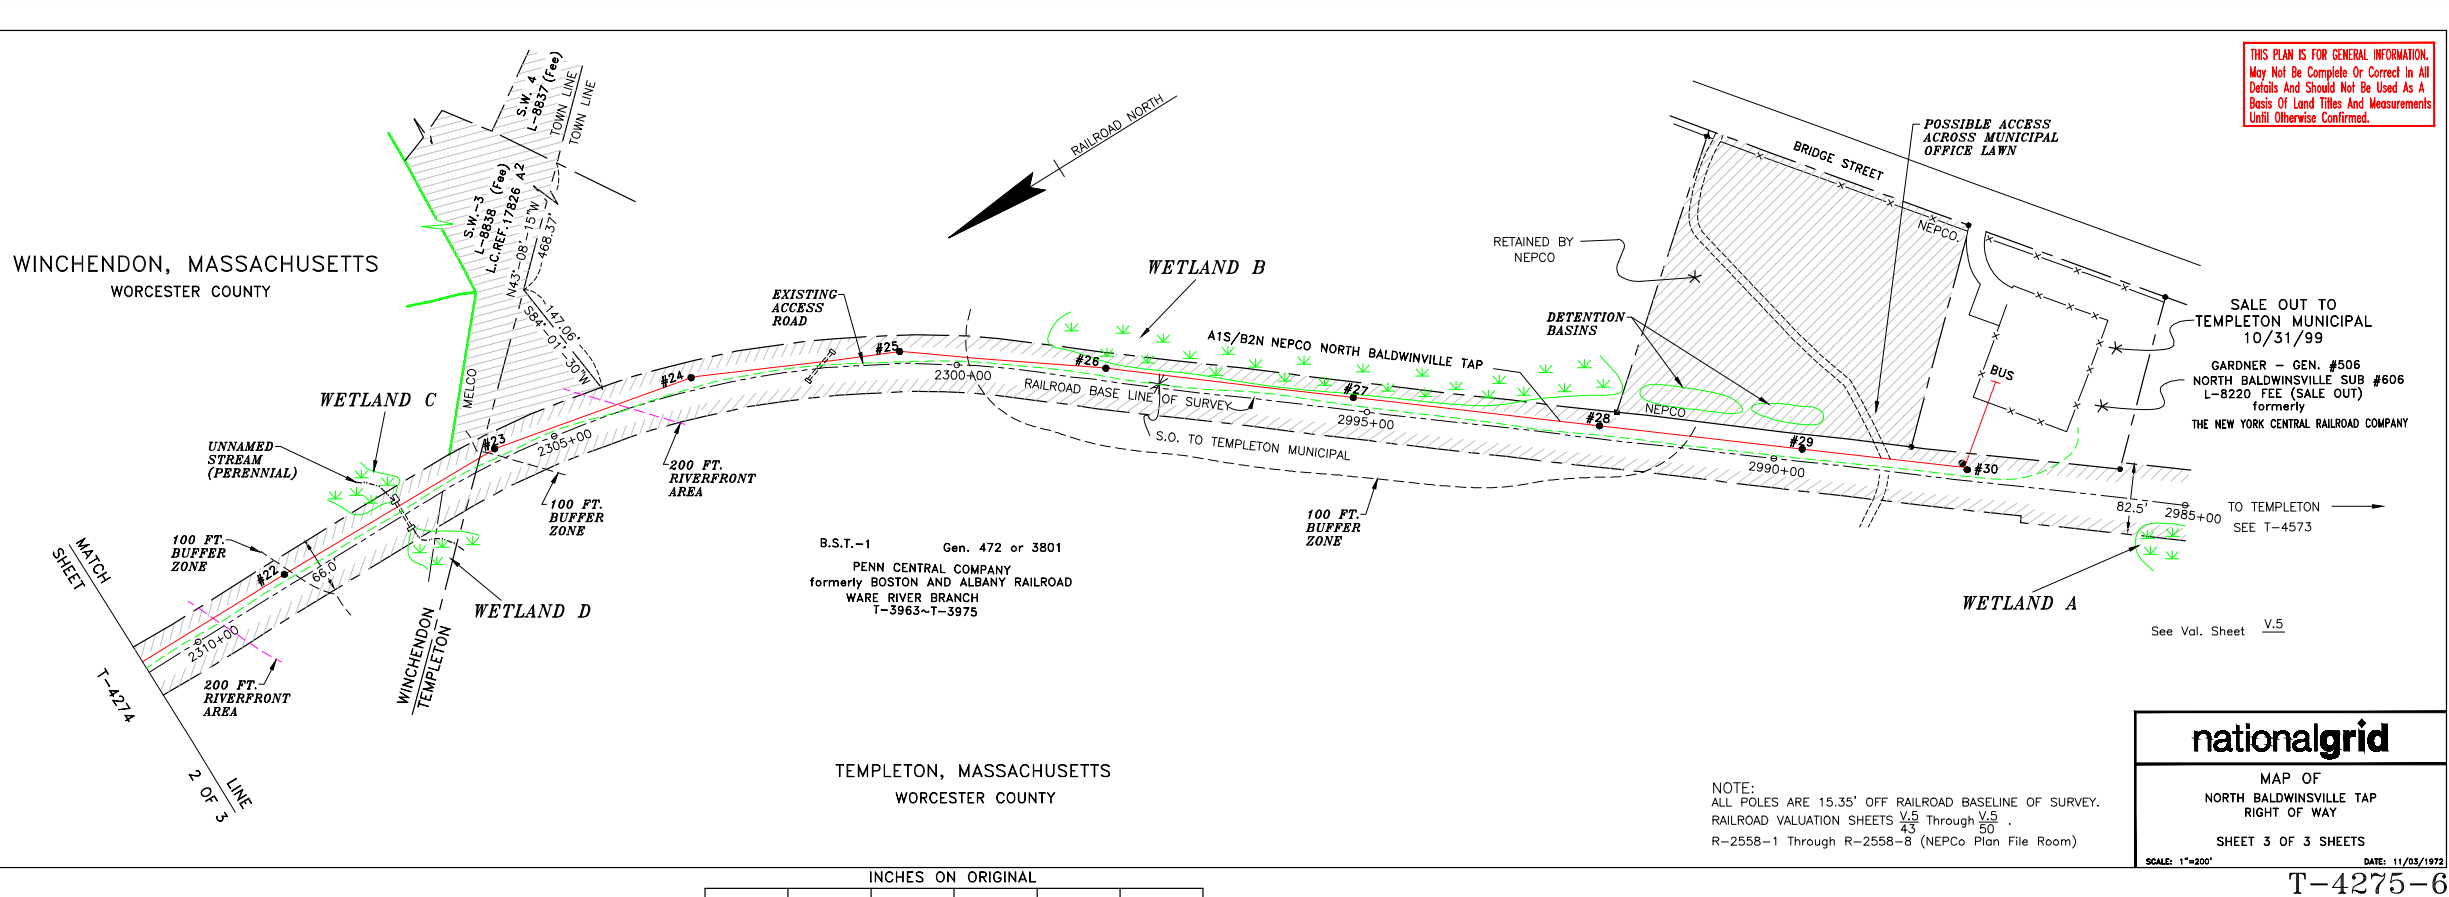 THIS PLAN IS FOR GENERAL INFORMATION.
May Not Be Complete Or Correct In All
Details And Should Not Be Used As A
Basis Of Land Titles And Measurements
Until Otherwise Confirmed.
S.W. 4
L-8837 (Fee)
TOWN LINE
TOWN LINE
S.W.-3 (Fee)
L-8838
L.C.REF.17826 A2
N43°-08'-15"W
468.37'
147.06'
S84°-01'-30"W
MELCO
WINCHENDON, MASSACHUSETTS
WORCESTER COUNTY
RAILROAD NORTH
BRIDGE STREET
POSSIBLE ACCESS
ACROSS MUNICIPAL
OFFICE LAWN
NEPCO.
RETAINED BY
NEPCO
WETLAND B
EXISTING
ACCESS
ROAD
DETENTION
BASINS
A1S/B2N NEPCO NORTH BALDWINVILLE TAP
SALE OUT TO
TEMPLETON MUNICIPAL
10/31/99
GARDNER - GEN. #506
NORTH BALDWINSVILLE SUB #606
L-8220 FEE (SALE OUT)
formerly
THE NEW YORK CENTRAL RAILROAD COMPANY
BUS
NEPCO
#22
#23
#24
#25
#26
#27
#28
#29
#30
2310+00
2305+00
2300+00
2995+00
2990+00
2985+00
RAILROAD BASE LINE OF SURVEY
S.O. TO TEMPLETON MUNICIPAL
WETLAND C
UNNAMED
STREAM
(PERENNIAL)
200 FT.
RIVERFRONT
AREA
100 FT.
BUFFER
ZONE
100 FT.
BUFFER
ZONE
100 FT.
BUFFER
ZONE
66.0
82.5'
TO TEMPLETON
SEE T-4573
WETLAND D
WETLAND A
B.S.T.-1 Gen. 472 or 3801
PENN CENTRAL COMPANY
formerly BOSTON AND ALBANY RAILROAD
WARE RIVER BRANCH
T-3963~T-3975
WINCHENDON
TEMPLETON
See Val. Sheet V.5
MATCH LINE
SHEET 2 OF 3
T-4274
200 FT.
RIVERFRONT
AREA
TEMPLETON, MASSACHUSETTS
WORCESTER COUNTY
NOTE:
ALL POLES ARE 15.35' OFF RAILROAD BASELINE OF SURVEY.
RAILROAD VALUATION SHEETS V.5/43 Through V.5/50 .
R-2558-1 Through R-2558-8 (NEPCo Plan File Room)
nationalgrid
MAP OF
NORTH BALDWINSVILLE TAP
RIGHT OF WAY
SHEET 3 OF 3 SHEETS
SCALE: 1"=200' DATE: 11/03/1972
T-4275-6
INCHES ON ORIGINAL